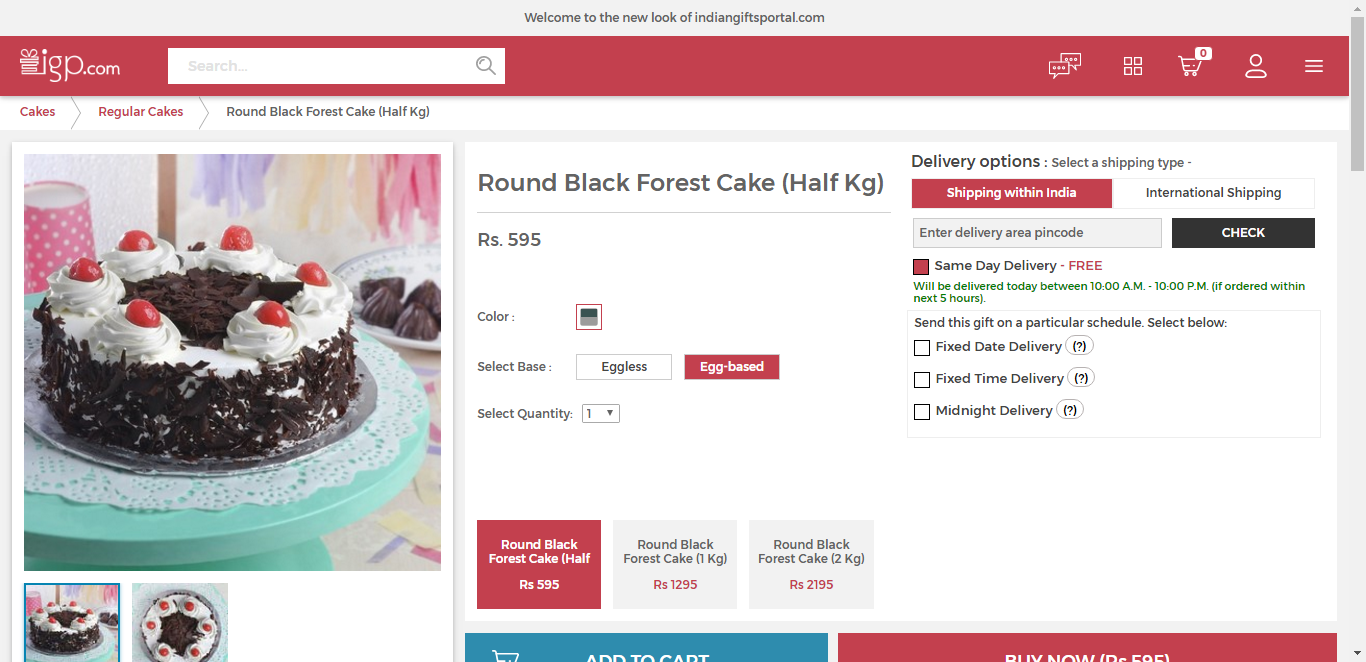 Welcome to the new look of indiangiftsportal.com
igp.com
Search...
0
Cakes
Regular Cakes
Round Black Forest Cake (Half Kg)
Round Black Forest Cake (Half Kg)
Rs. 595
Color :
Select Base :
Eggless
Egg-based
Select Quantity:
1
Round Black
Forest Cake (Half
Rs 595
Round Black
Forest Cake (1 Kg)
Rs 1295
Round Black
Forest Cake (2 Kg)
Rs 2195
Delivery options : Select a shipping type -
Shipping within India
International Shipping
Enter delivery area pincode
CHECK
Same Day Delivery - FREE
Will be delivered today between 10:00 A.M. - 10:00 P.M. (if ordered within
next 5 hours).
Send this gift on a particular schedule. Select below:
Fixed Date Delivery (?)
Fixed Time Delivery (?)
Midnight Delivery (?)
ADD TO CART
BUY NOW (Rs 595)